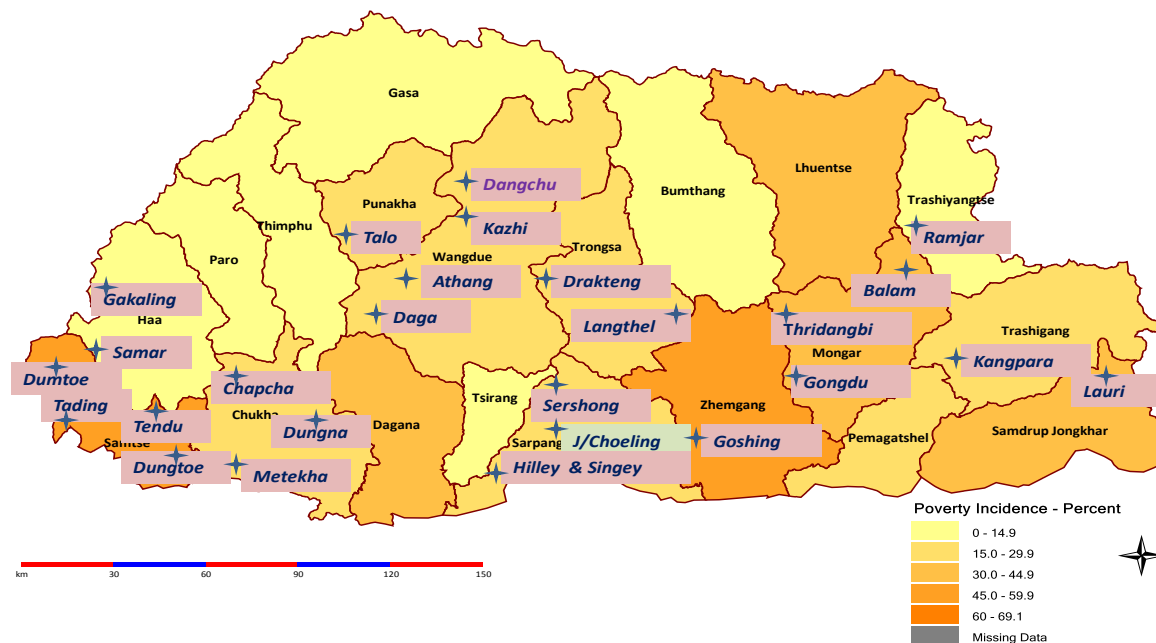 Gasa
Lhuentse
Dangchu
Bumthang
Trashiyangtse
Punakha
Kazhi
Thimphu
Talo
Ramjar
Trongsa
Wangdue
Paro
Athang
Drakteng
Balam
Gakaling
Daga
Langthel
Thridangbi
Haa
Trashigang
Samar
Mongar
Kangpara
Dumtoe
Chapcha
Gongdu
Lauri
Tsirang
Tading
Sershong
Zhemgang
Tendu
Chukha
Dungna
Dagana
Samdrup Jongkhar
Samtse
Sarpang
J/Choeling
Goshing
Pemagatshel
Dungtoe
Metekha
Hilley & Singey
Poverty Incidence - Percent
0 - 14.9
15.0 - 29.9
30.0 - 44.9
45.0 - 59.9
60 - 69.1
Missing Data
km 30 60 90 120 150